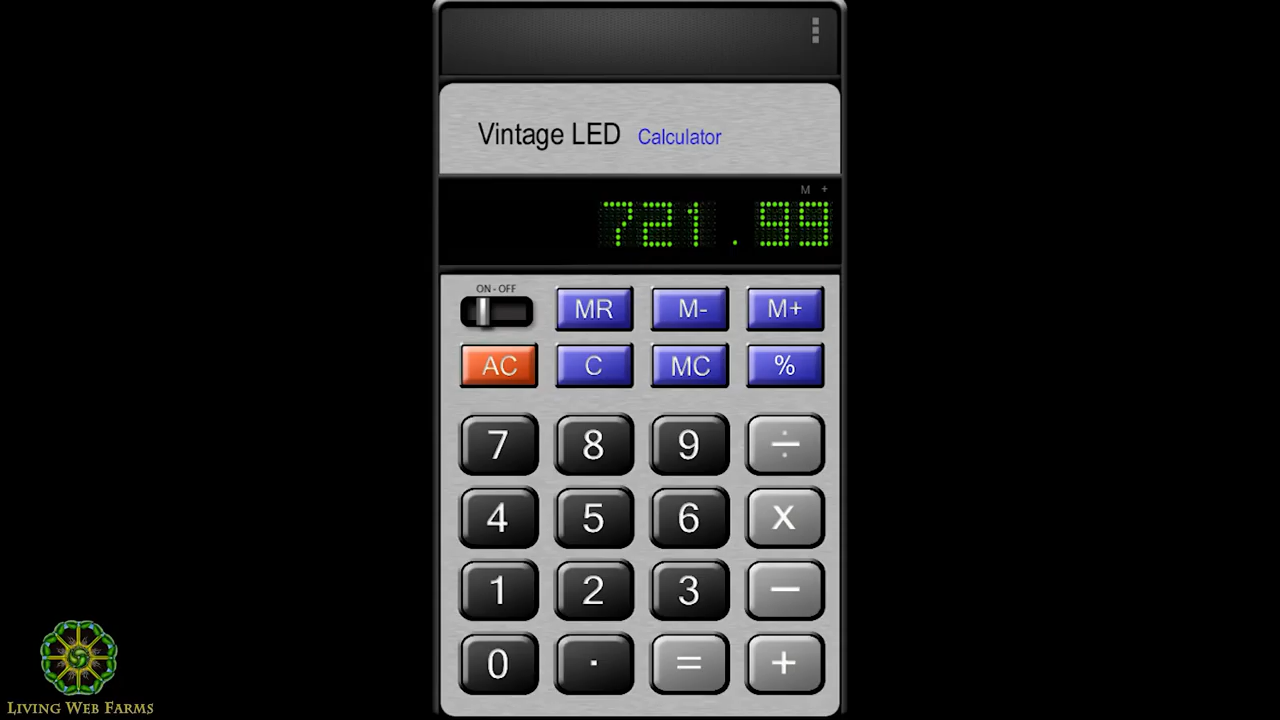 Vintage LED Calculator
M +
721.99
ON - OFF
MR M- M+
AC C MC %
7 8 9 ÷
4 5 6 X
1 2 3 −
0 . = +
LIVING WEB FARMS